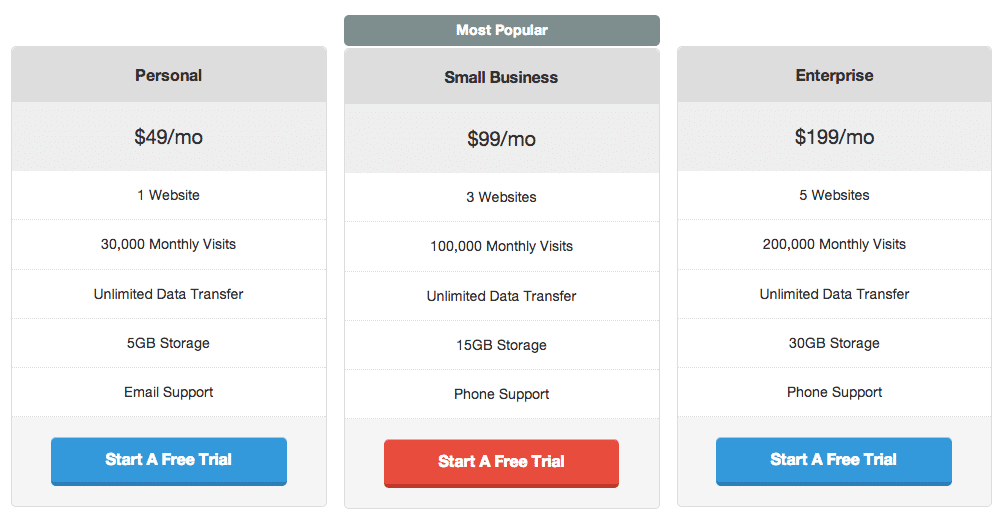 Most Popular
Personal
$49/mo
1 Website
30,000 Monthly Visits
Unlimited Data Transfer
5GB Storage
Email Support
Start A Free Trial
Small Business
$99/mo
3 Websites
100,000 Monthly Visits
Unlimited Data Transfer
15GB Storage
Phone Support
Start A Free Trial
Enterprise
$199/mo
5 Websites
200,000 Monthly Visits
Unlimited Data Transfer
30GB Storage
Phone Support
Start A Free Trial